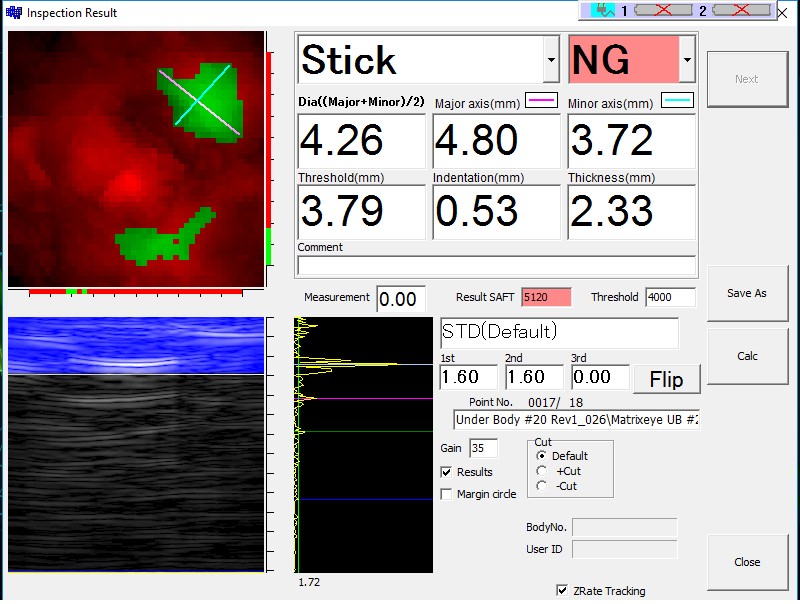 Inspection Result
1 2
Stick NG
Next
Dia((Major+Minor)/2) Major axis(mm) Minor axis(mm)
4.26 4.80 3.72
Threshold(mm) Indentation(mm) Thickness(mm)
3.79 0.53 2.33
Comment
Measurement 0.00 Result SAFT 5120 Threshold 4000
Save As
STD(Default)
1st 2nd 3rd
1.60 1.60 0.00 Flip
Calc
Point No. 0017/ 18
Under Body #20 Rev1_026\Matrixeye UB #2
Gain 35
Cut
Default
+Cut
-Cut
Results
Margin circle
BodyNo.
User ID
Close
1.72
ZRate Tracking